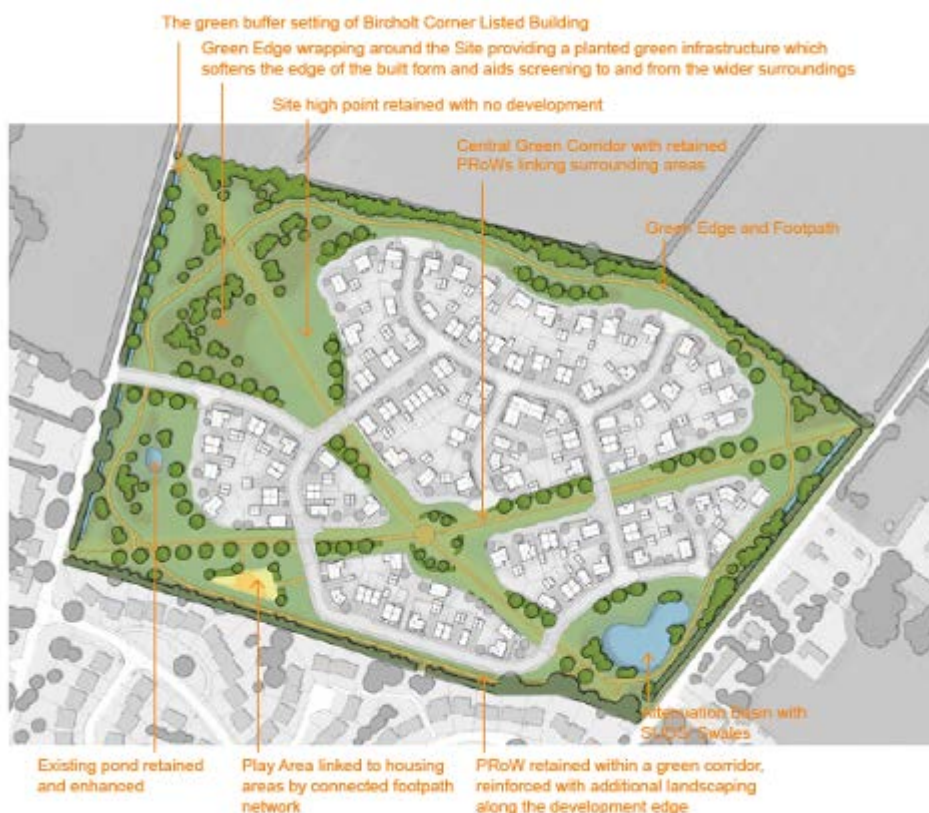 The green buffer setting of Bircholt Corner Listed Building
Green Edge wrapping around the Site providing a planted green infrastructure which
softens the edge of the built form and aids screening to and from the wider surroundings
Site high point retained with no development
Central Green Corridor with retained
PRoWs linking surrounding areas
Green Edge and Footpath
Attenuation Basin with
SUDS/ Swales
Existing pond retained
and enhanced
Play Area linked to housing
areas by connected footpath
network
PRoW retained within a green corridor,
reinforced with additional landscaping
along the development edge